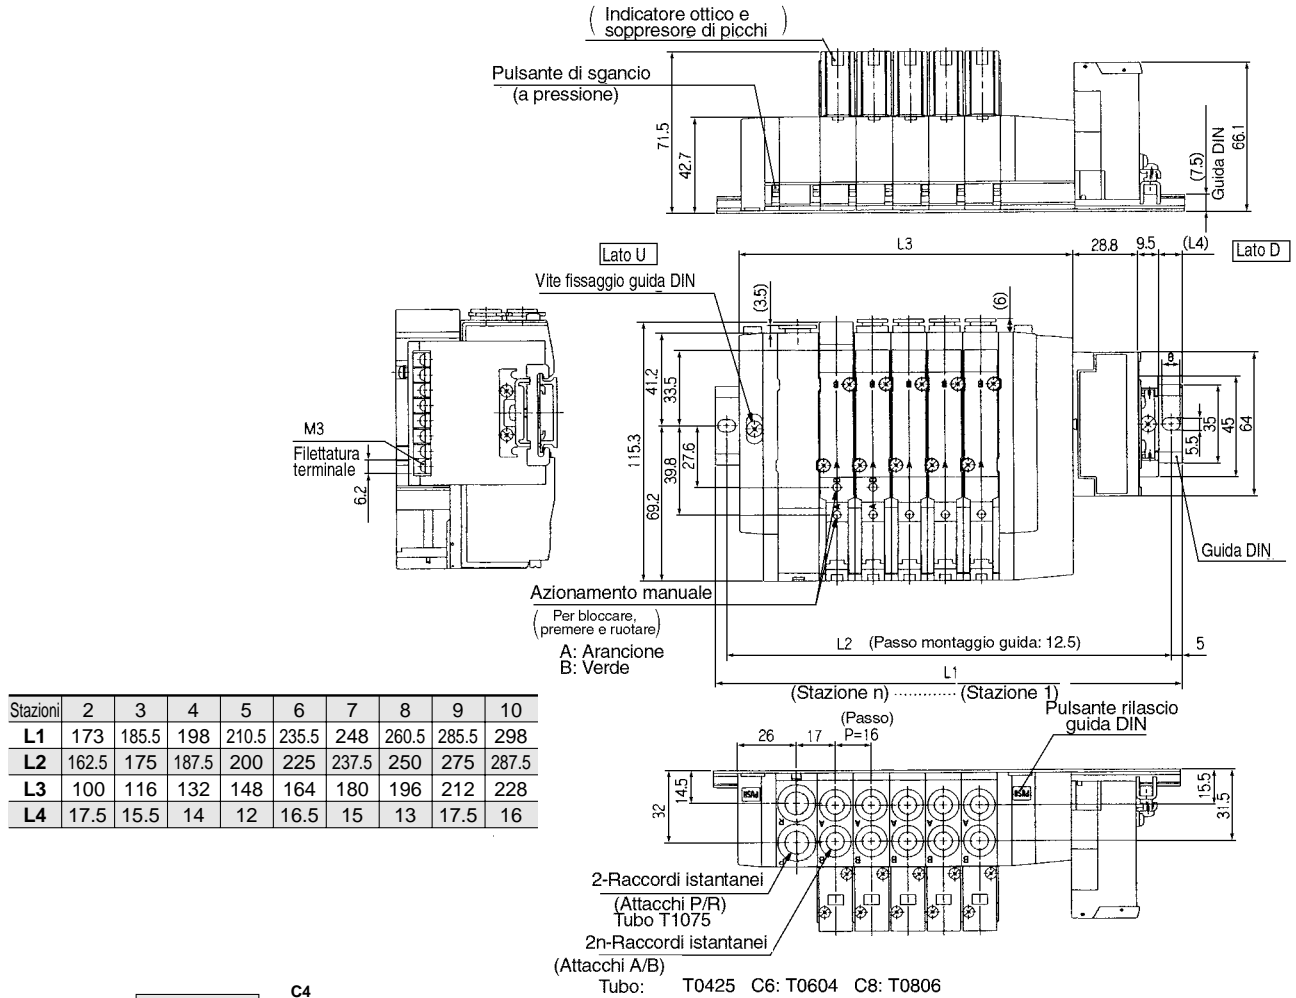 Indicatore ottico e
soppresore di picchi
Pulsante di sgancio
(a pressione)
71.5
42.7
(7.5)
Guida DIN
66.1
Lato U
L3
28.8
9.5
(L4)
Lato D
Vite fissaggio guida DIN
(3.5)
(6)
8
115.3
41.2
33.5
69.2
39.8
27.6
5.5
35
45
64
M3
Filettatura
terminale
6.2
Guida DIN
Azionamento manuale
(Per bloccare,
premere e ruotare)
A: Arancione
B: Verde
L2 (Passo montaggio guida: 12.5)
5
L1
(Stazione n) ············ (Stazione 1)
Stazioni 2 3 4 5 6 7 8 9 10
L1 173 185.5 198 210.5 235.5 248 260.5 285.5 298
L2 162.5 175 187.5 200 225 237.5 250 275 287.5
L3 100 116 132 148 164 180 196 212 228
L4 17.5 15.5 14 12 16.5 15 13 17.5 16
Pulsante rilascio
guida DIN
(Passo)
26
17
P=16
32
14.5
15.5
31.5
PUSH
PUSH
R A A A A A
P B B B B B
2-Raccordi istantanei
(Attacchi P/R)
Tubo T1075
2n-Raccordi istantanei
(Attacchi A/B)
Tubo: T0425 C6: T0604 C8: T0806
C4